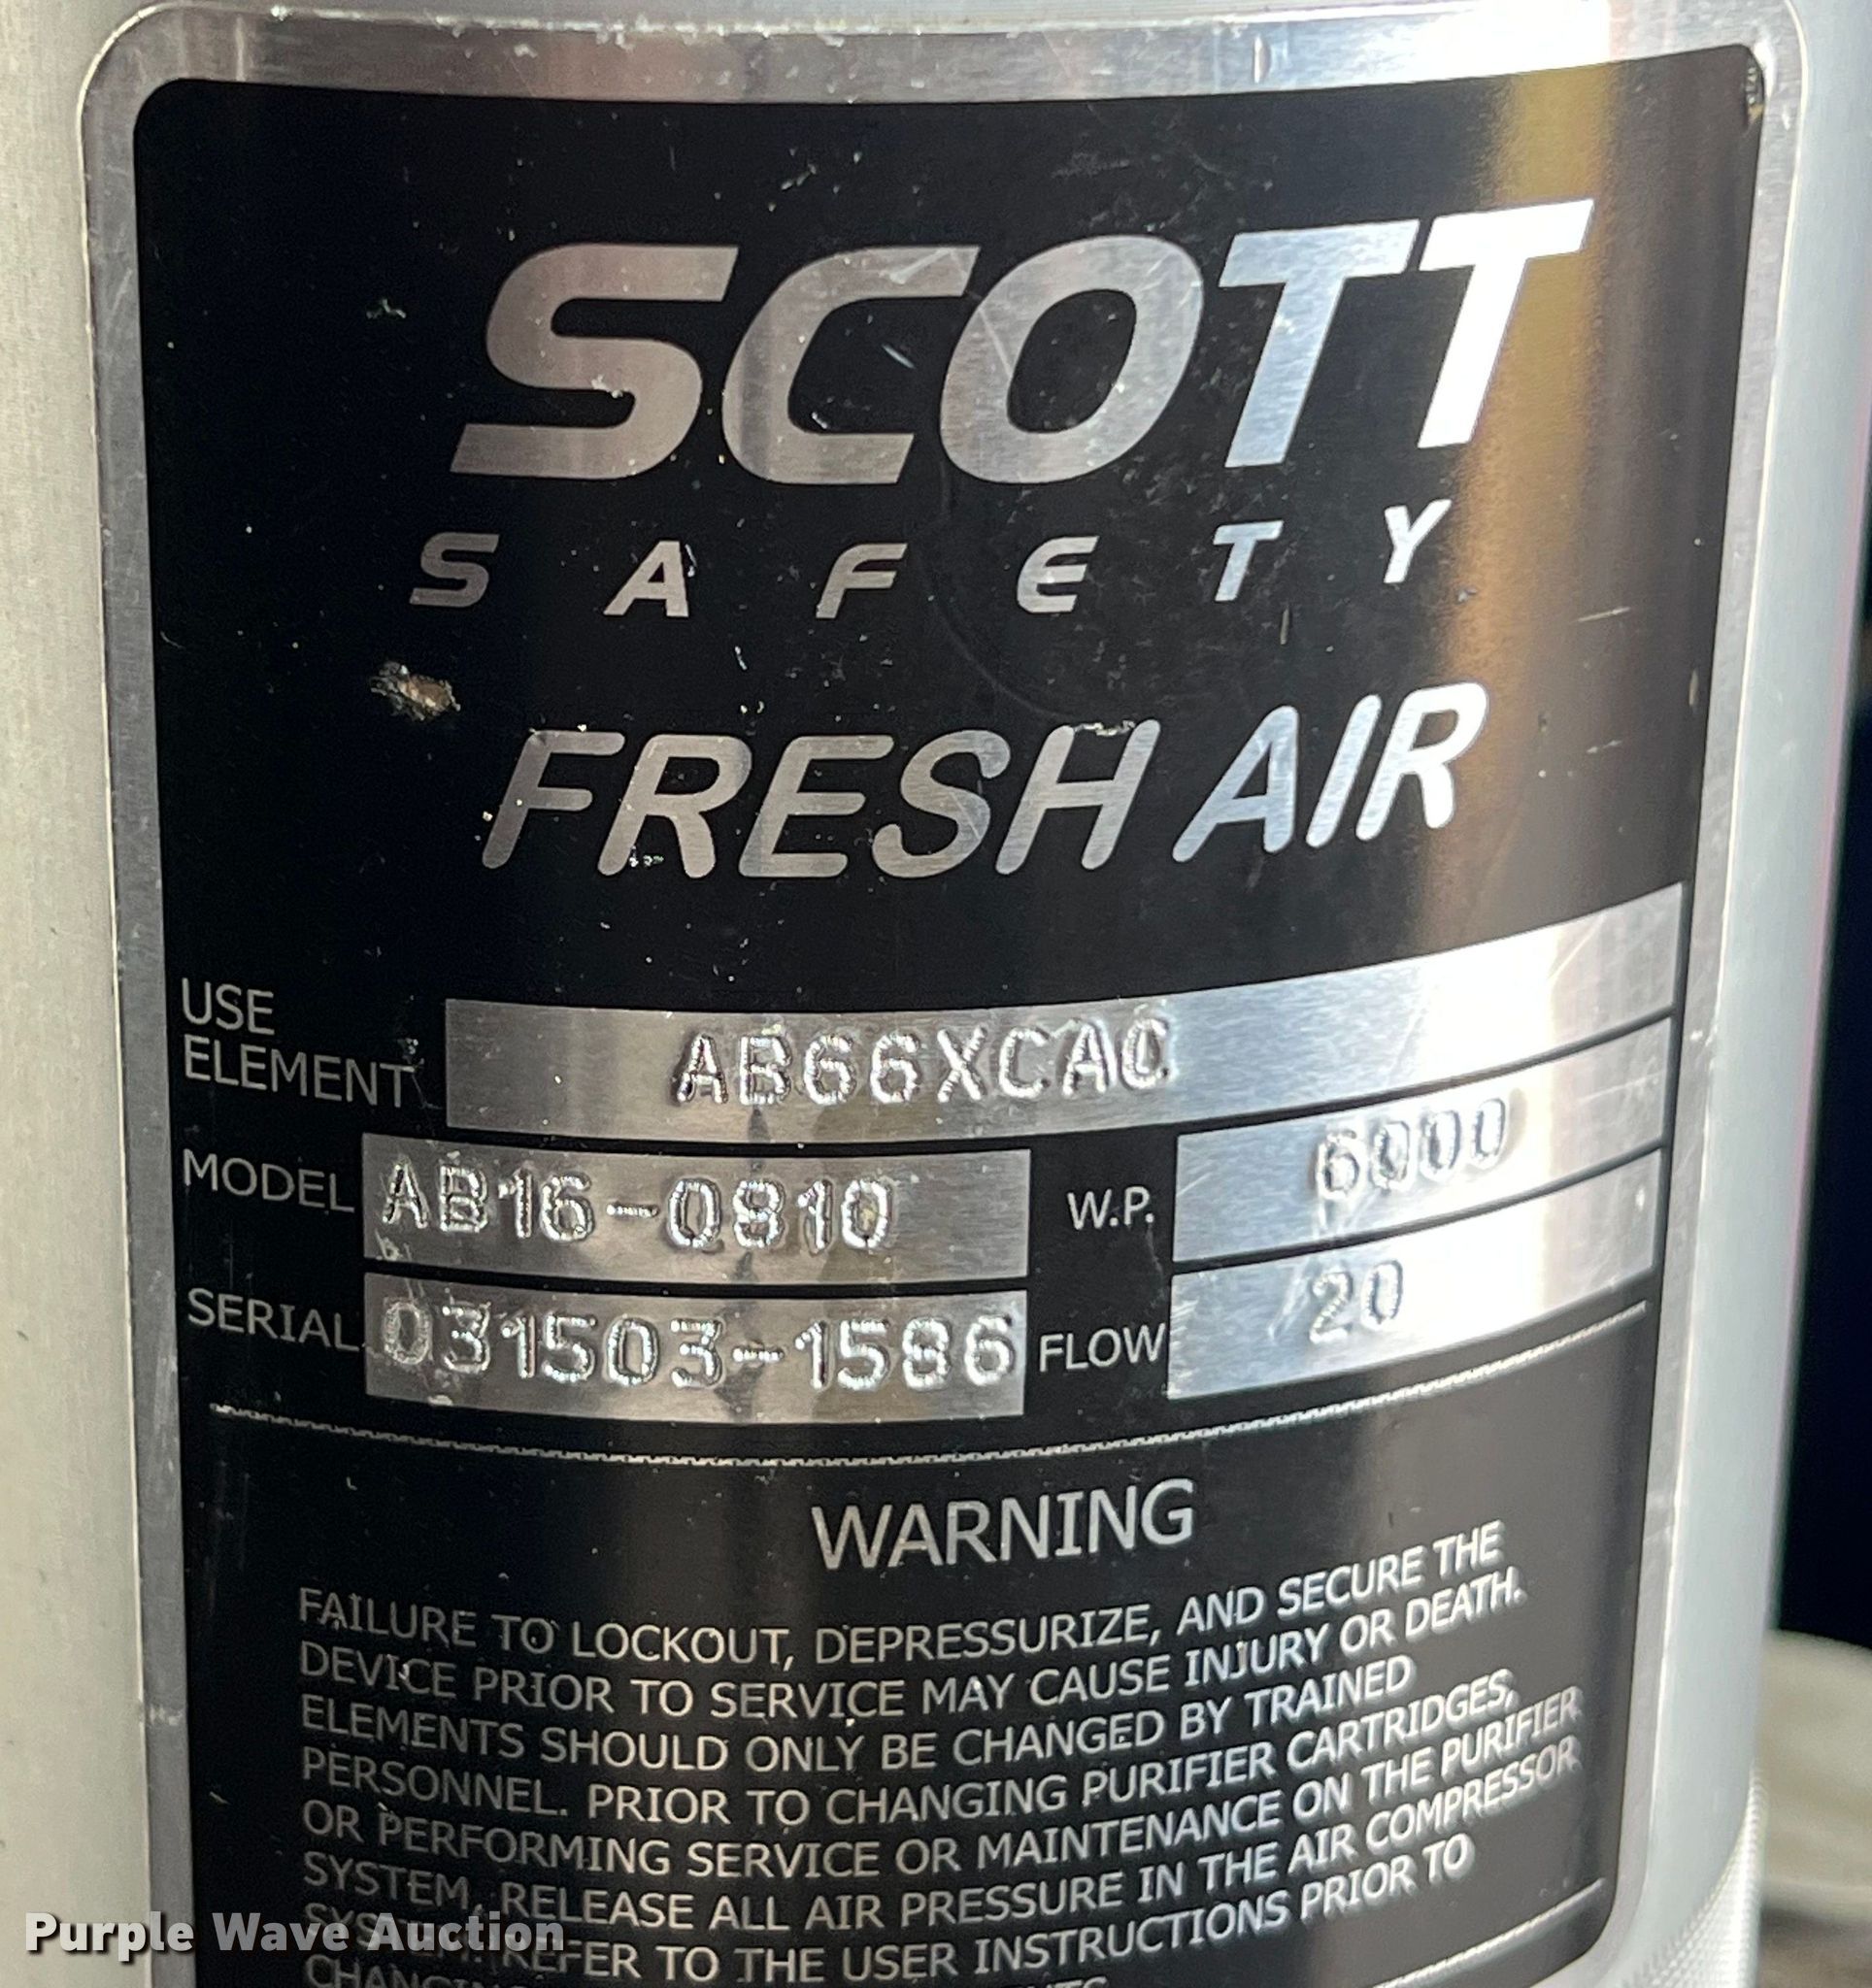 SCOTT
SAFETY
FRESH AIR
USE
ELEMENT AB66XCAC
MODEL AB16-0810 W.P. 6000
SERIAL 031503-1586 FLOW 20
WARNING
FAILURE TO LOCKOUT, DEPRESSURIZE, AND SECURE THE
DEVICE PRIOR TO SERVICE MAY CAUSE INJURY OR DEATH.
ELEMENTS SHOULD ONLY BE CHANGED BY TRAINED
PERSONNEL. PRIOR TO CHANGING PURIFIER CARTRIDGES,
OR PERFORMING SERVICE OR MAINTENANCE ON THE PURIFIER
SYSTEM, RELEASE ALL AIR PRESSURE IN THE AIR COMPRESSOR
SYSTEM. REFER TO THE USER INSTRUCTIONS PRIOR TO
Purple Wave Auction